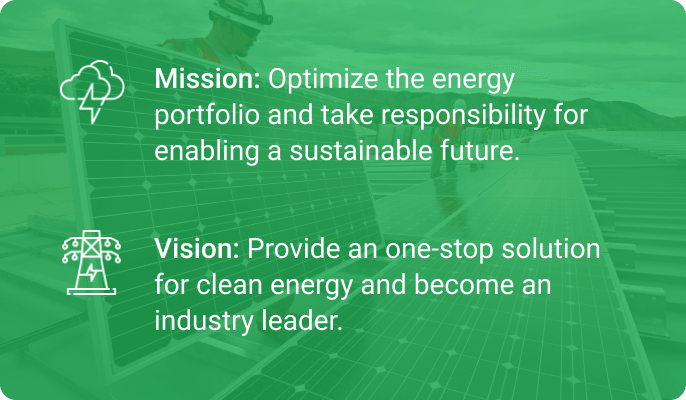 Mission: Optimize the energy
portfolio and take responsibility for
enabling a sustainable future.
Vision: Provide an one-stop solution
for clean energy and become an
industry leader.